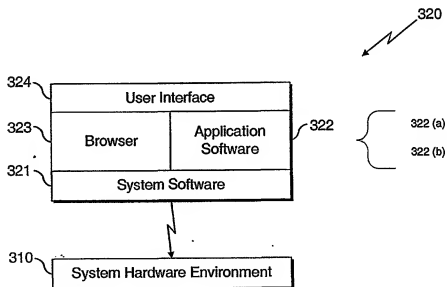 320
324
User Interface
323
Browser
Application
Software
322
322 (a)
322 (b)
321
System Software
310
System Hardware Environment